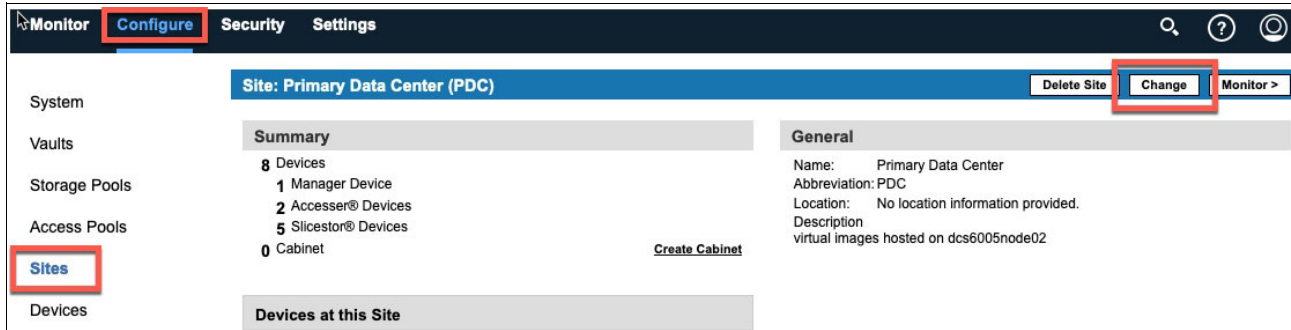 Monitor Configure Security Settings
?
System
Vaults
Storage Pools
Access Pools
Sites
Devices
Site: Primary Data Center (PDC)
Delete Site Change Monitor >
Summary
8 Devices
1 Manager Device
2 Accesser® Devices
5 Slicestor® Devices
0 Cabinet Create Cabinet
Devices at this Site
General
Name: Primary Data Center
Abbreviation: PDC
Location: No location information provided.
Description
virtual images hosted on dcs6005node02